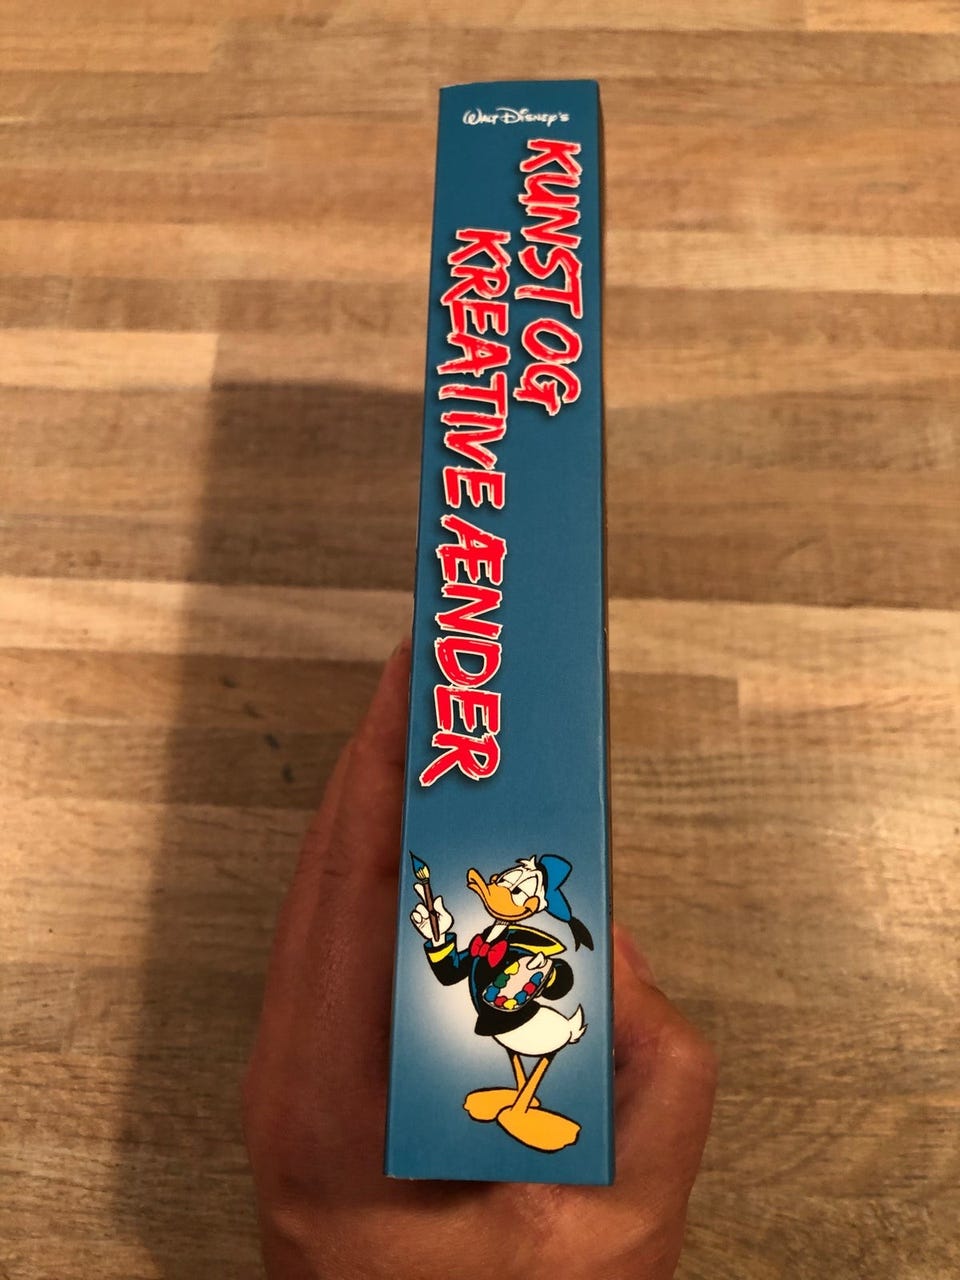 WALT DISNEY'S
KUNST OG
KREATIVE ÆNDER